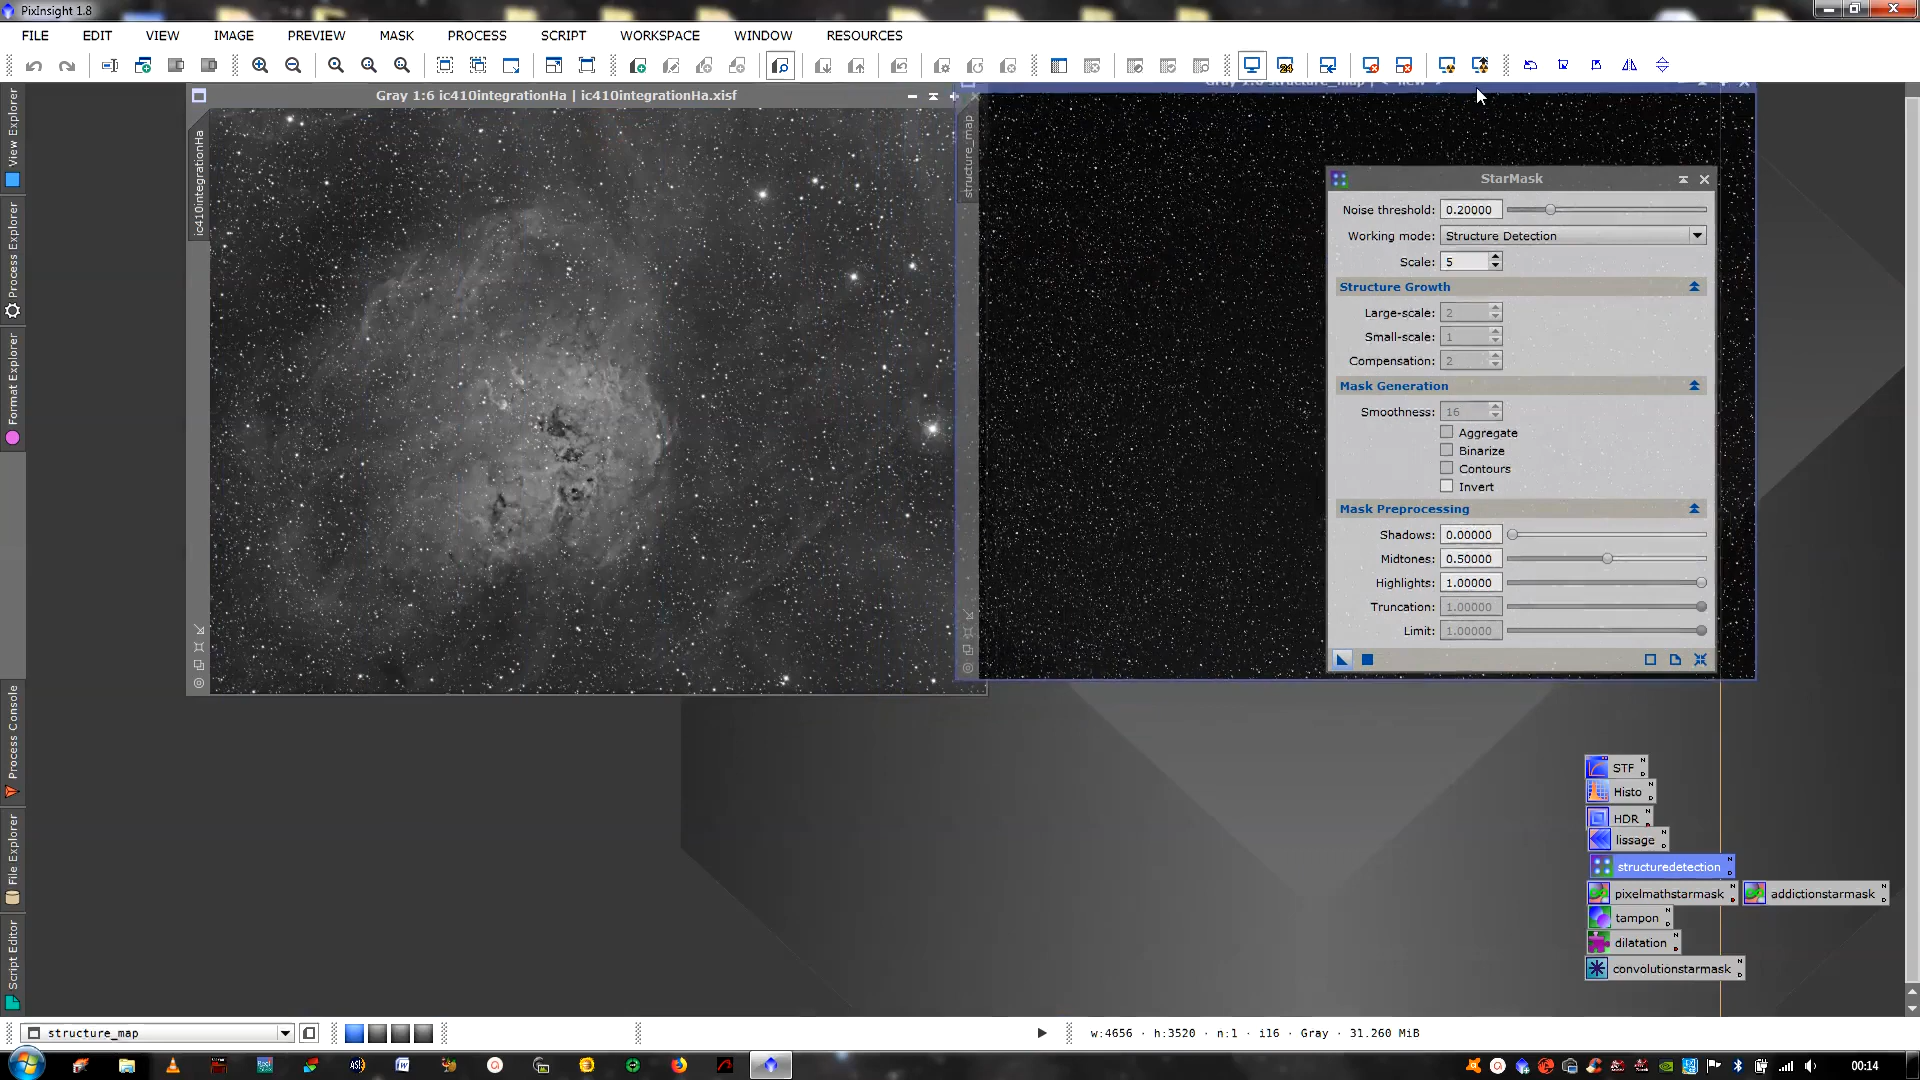 PixInsight 1.8
FILE EDIT VIEW IMAGE PREVIEW MASK PROCESS SCRIPT WORKSPACE WINDOW RESOURCES
24
Gray 1:6 ic410integrationHa | ic410integrationHa.xisf
ic410integrationHa
structure_map
View Explorer
Process Explorer
Format Explorer
Process Console
File Explorer
Script Editor
StarMask
Noise threshold: 0.20000
Working mode: Structure Detection
Scale: 5
Structure Growth
Large-scale: 2
Small-scale: 1
Compensation: 2
Mask Generation
Smoothness: 16
Aggregate
Binarize
Contours
Invert
Mask Preprocessing
Shadows: 0.00000
Midtones: 0.50000
Highlights: 1.00000
Truncation: 1.00000
Limit: 1.00000
STF N D
Histo N D
HDR N
lissage N D
structuredetection N D
pixelmathstarmask N D addictionstarmask N D
tampon N D
dilatation N D
convolutionstarmask N D
structure_map
w:4656 · h:3520 · n:1 · i16 · Gray · 31.260 MiB
ASI
W
00:14